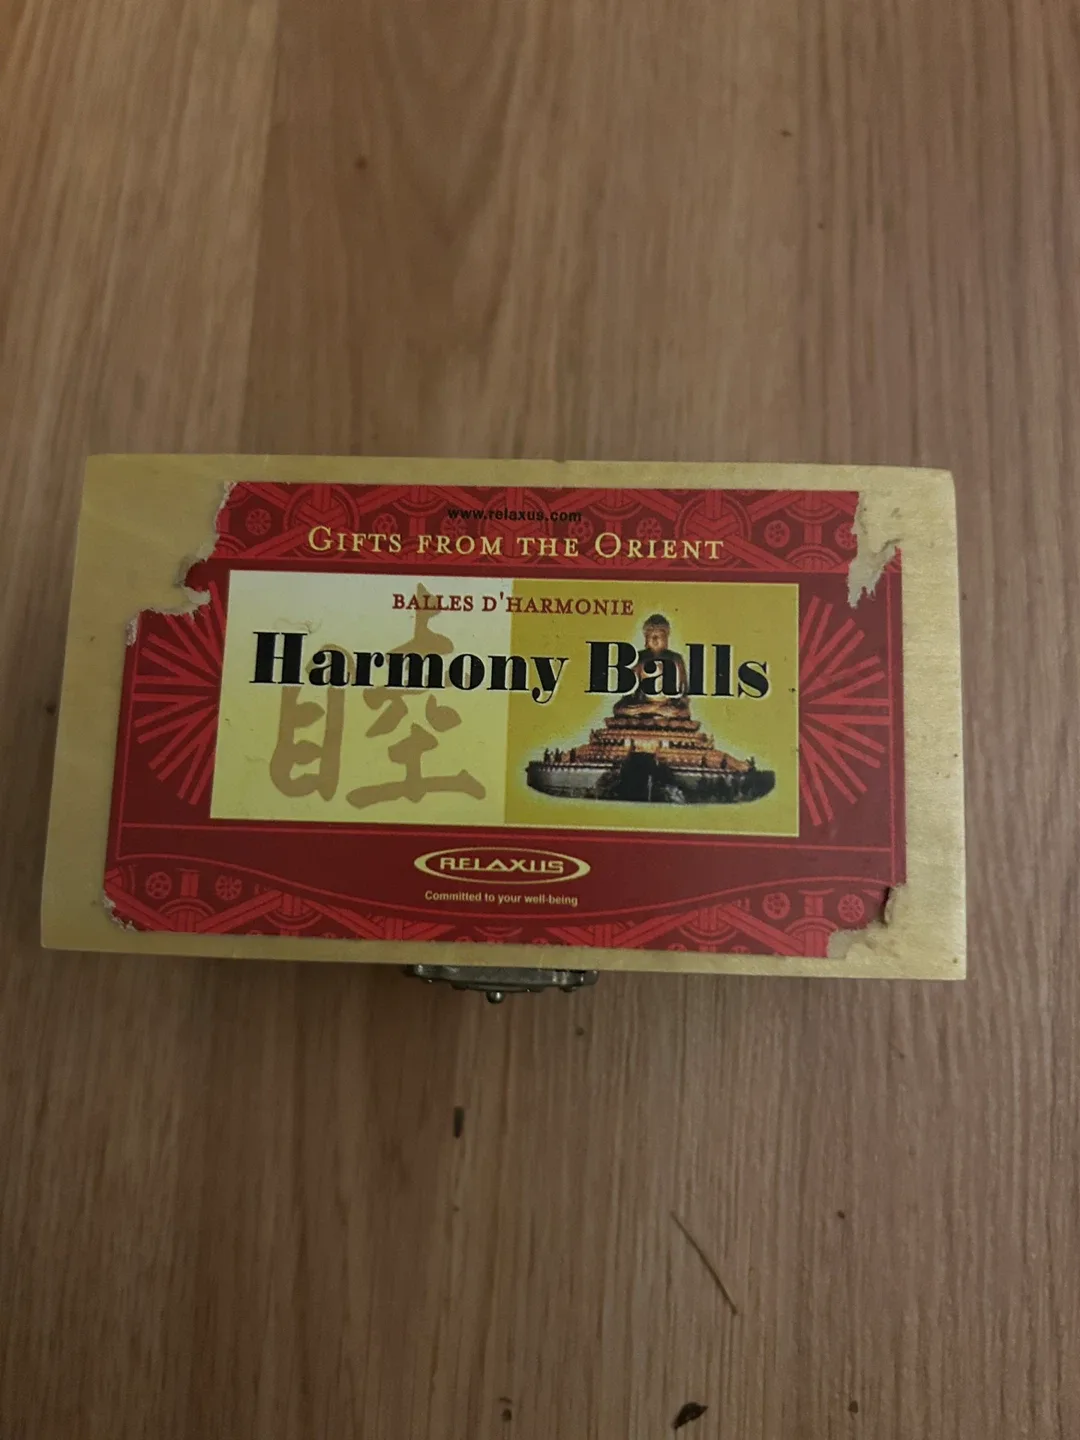 www.relaxus.com
GIFTS FROM THE ORIENT
BALLES D'HARMONIE
Harmony Balls
睦
RELAXUS
Committed to your well-being